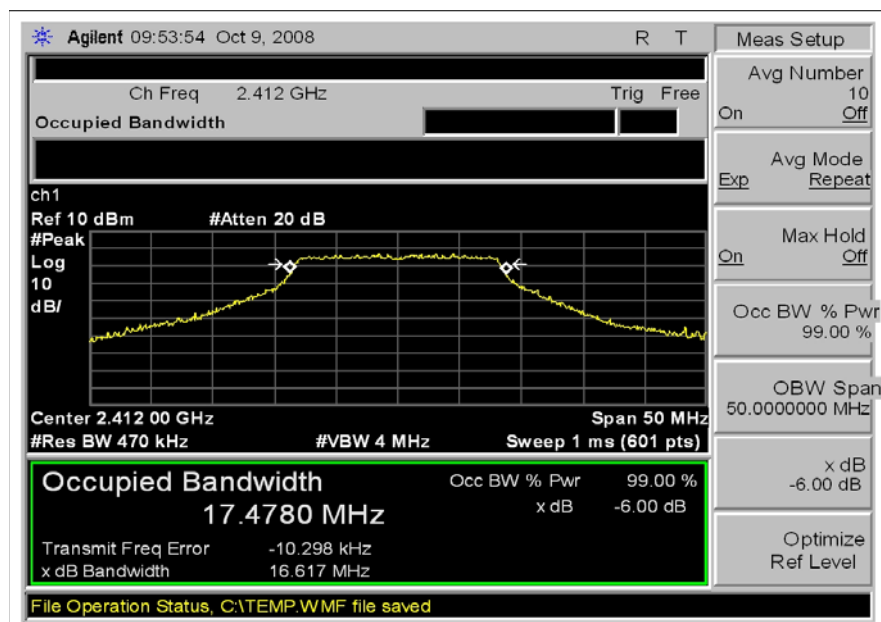 Agilent 09:53:54 Oct 9, 2008 R T
Ch Freq 2.412 GHz Trig Free
Occupied Bandwidth
ch1
Ref 10 dBm #Atten 20 dB
#Peak
Log
10
dB/
Center 2.412 00 GHz Span 50 MHz
#Res BW 470 kHz #VBW 4 MHz Sweep 1 ms (601 pts)
Occupied Bandwidth Occ BW % Pwr 99.00 %
17.4780 MHz x dB -6.00 dB
Transmit Freq Error -10.298 kHz
x dB Bandwidth 16.617 MHz
File Operation Status, C:\TEMP.WMF file saved
Meas Setup
Avg Number
10
On Off
Avg Mode
Exp Repeat
Max Hold
On Off
Occ BW % Pwr
99.00 %
OBW Span
50.0000000 MHz
x dB
-6.00 dB
Optimize
Ref Level